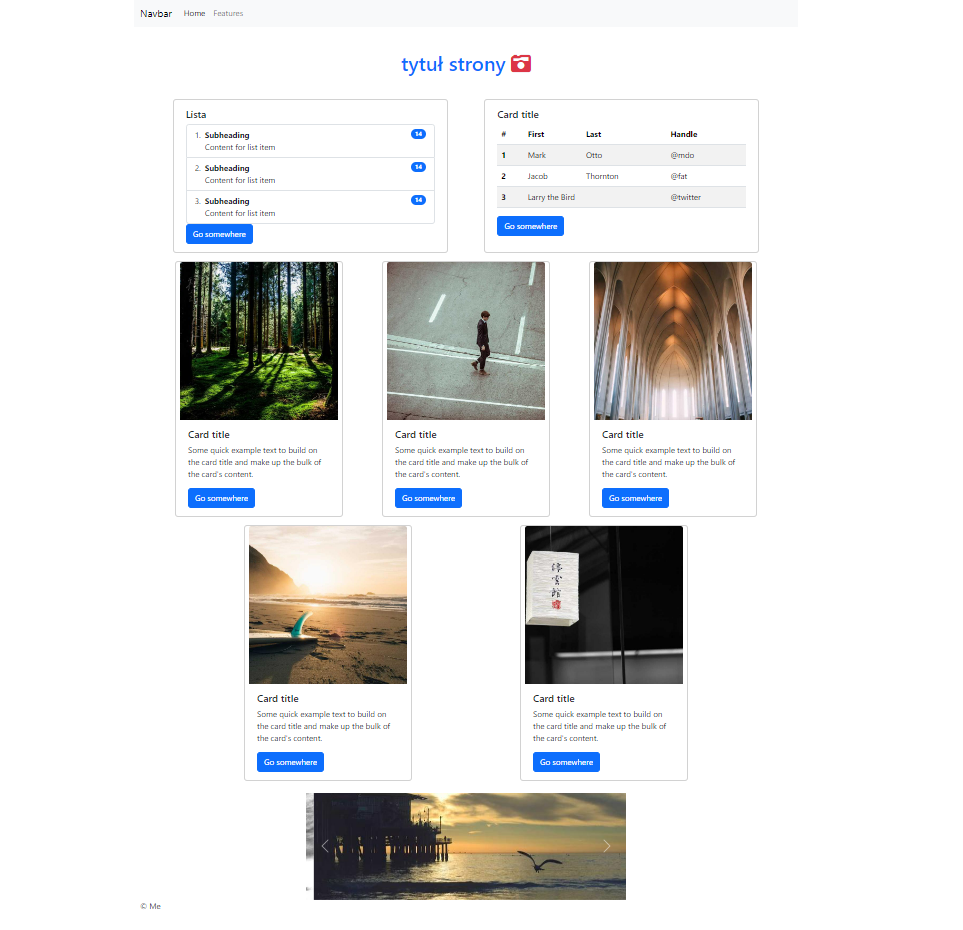 Navbar Home Features
tytuł strony
Lista
1. Subheading 14
Content for list item
2. Subheading 14
Content for list item
3. Subheading 14
Content for list item
Go somewhere
Card title
# First Last Handle
1 Mark Otto @mdo
2 Jacob Thornton @fat
3 Larry the Bird @twitter
Go somewhere
Card title
Some quick example text to build on
the card title and make up the bulk of
the card's content.
Go somewhere
Card title
Some quick example text to build on
the card title and make up the bulk of
the card's content.
Go somewhere
Card title
Some quick example text to build on
the card title and make up the bulk of
the card's content.
Go somewhere
Card title
Some quick example text to build on
the card title and make up the bulk of
the card's content.
Go somewhere
Card title
Some quick example text to build on
the card title and make up the bulk of
the card's content.
Go somewhere
© Me